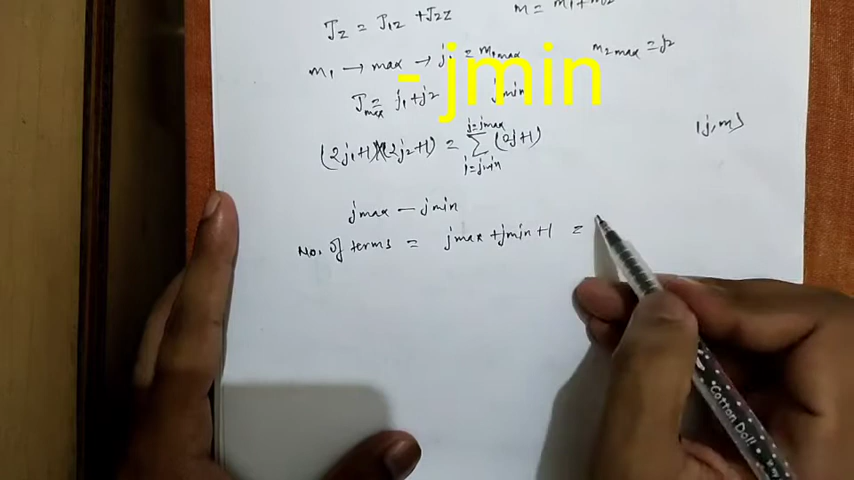 Jz = J1z + J2z m = m1+m2
m1 → max → j1 = m1max m2max = j2
- jmin
Jmax = j1+j2 jmin
(2j1+1)(2j2+1) = j=jmax Σ j=jmin (2j+1) |j,m>
jmax – jmin
No. of terms = jmax +jmin +1 =
Cotton Doll